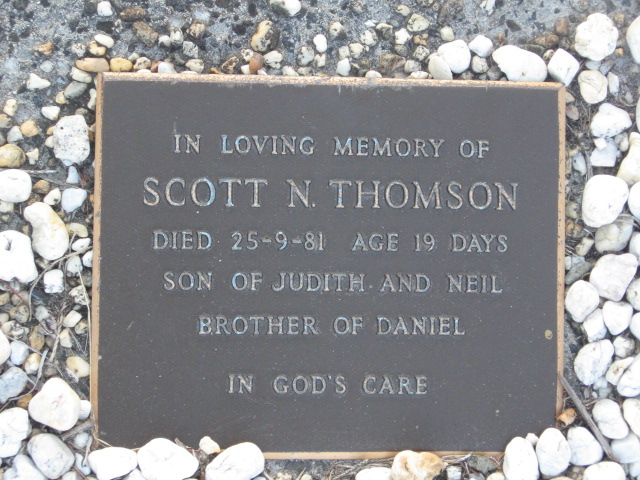 IN LOVING MEMORY OF
SCOTT N. THOMSON
DIED 25-9-81 AGE 19 DAYS
SON OF JUDITH AND NEIL
BROTHER OF DANIEL
IN GOD'S CARE